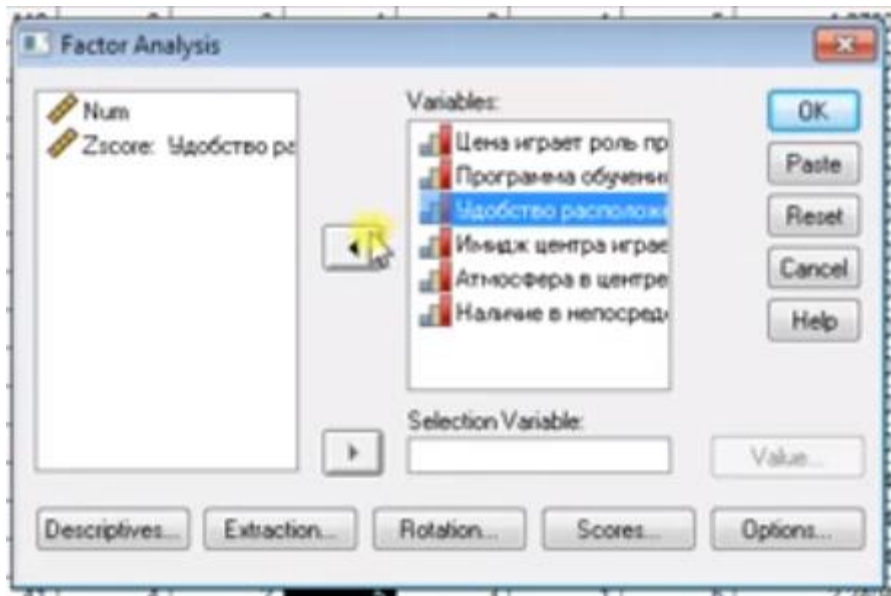 Factor Analysis
Num
Zscore: Удобство ра
Variables:
Цена играет роль пр
Программа обучени
Удобство расположе
Имидж центра играе
Атмосфера в центре
Наличие в непосред
Selection Variable:
OK
Paste
Reset
Cancel
Help
Value...
Descriptives...
Extraction...
Rotation...
Scores...
Options...